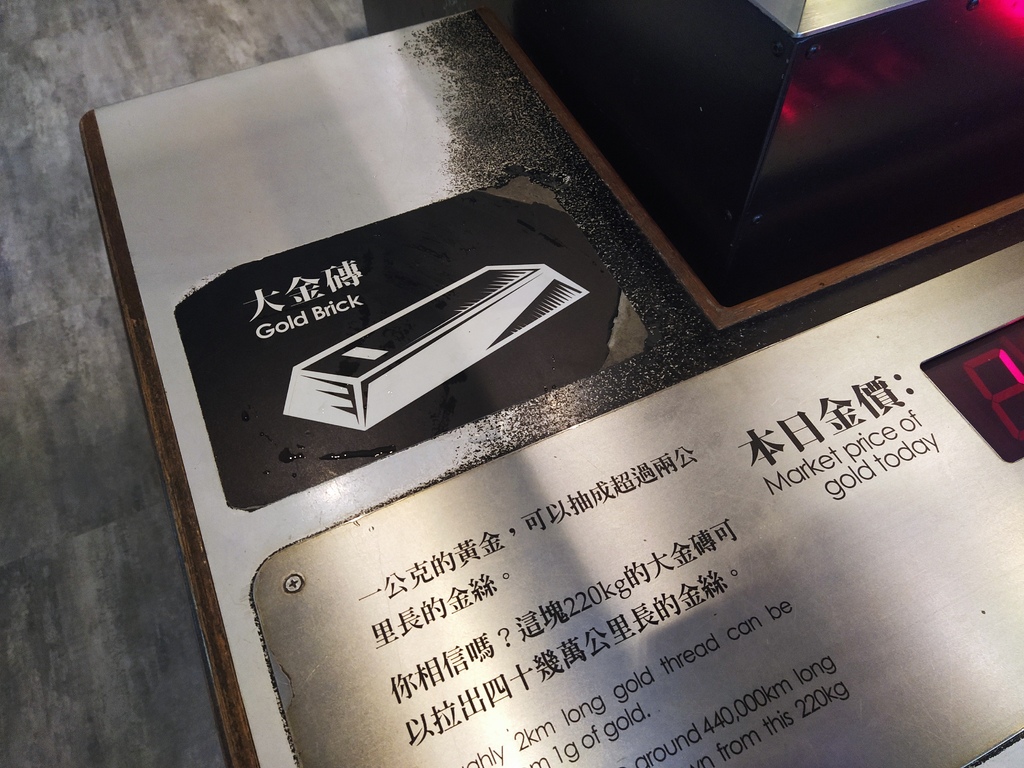 大金磚
Gold Brick
本日金價：
Market price of
gold today
一公克的黃金，可以抽成超過兩公
里長的金絲。
你相信嗎？這塊220kg的大金磚可
以拉出四十幾萬公里長的金絲。
2km long gold thread can be
1g of gold.
around 440,000km long
from this 220kg